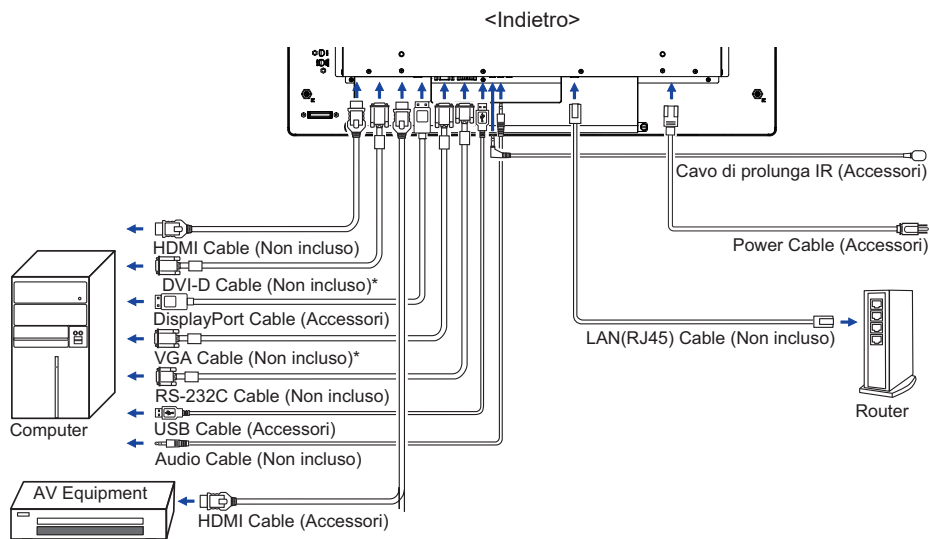 <Indietro>
Cavo di prolunga IR (Accessori)
HDMI Cable (Non incluso)
Power Cable (Accessori)
DVI-D Cable (Non incluso)*
DisplayPort Cable (Accessori)
LAN(RJ45) Cable (Non incluso)
VGA Cable (Non incluso)*
RS-232C Cable (Non incluso)
Router
Computer
USB Cable (Accessori)
Audio Cable (Non incluso)
AV Equipment
HDMI Cable (Accessori)